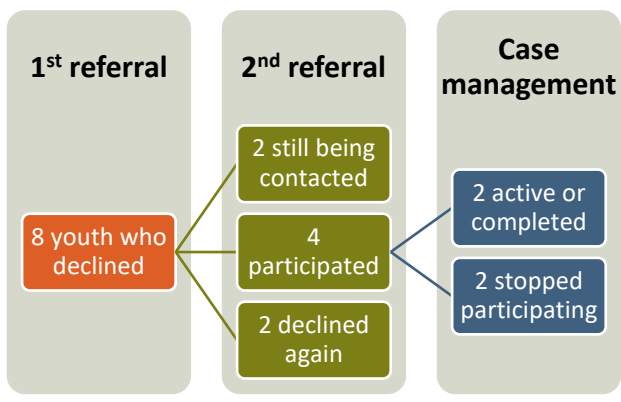 1st referral
8 youth who
declined
2nd referral
2 still being
contacted
4
participated
2 declined
again
Case
management
2 active or
completed
2 stopped
participating